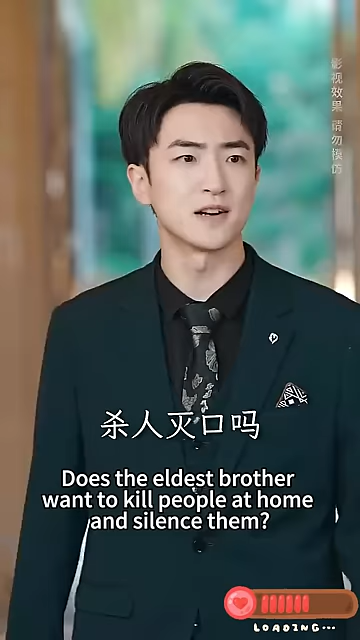 影视效果 请勿模仿
杀人灭口吗
Does the eldest brother
want to kill people at home
and silence them?
LOADING...